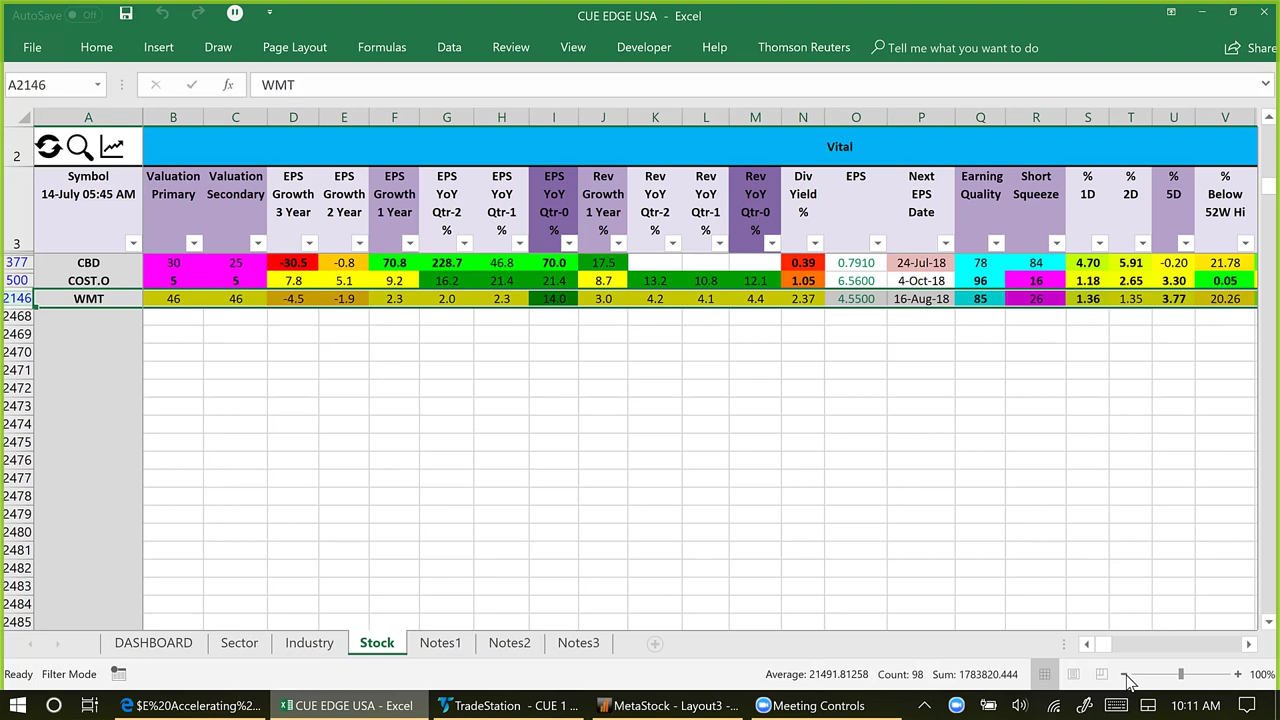 AutoSave Off CUE EDGE USA - Excel
File Home Insert Draw Page Layout Formulas Data Review View Developer Help Thomson Reuters Tell me what you want to do Share
A2146 fx WMT
A B C D E F G H I J K L M N O P Q R S T U V
2 Vital
Symbol Valuation Valuation EPS EPS EPS EPS EPS EPS Rev Rev Rev Rev Div EPS Next Earning Short % % % %
14-July 05:45 AM Primary Secondary Growth Growth Growth YoY YoY YoY Growth YoY YoY YoY Yield EPS Quality Squeeze 1D 2D 5D Below
3 Year 2 Year 1 Year Qtr-2 Qtr-1 Qtr-0 1 Year Qtr-2 Qtr-1 Qtr-0 % Date 52W Hi
3 % % % % % %
377 CBD 30 25 -30.5 -0.8 70.8 228.7 46.8 70.0 17.5 0.39 0.7910 24-Jul-18 78 84 4.70 5.91 -0.20 21.78
500 COST.O 5 5 7.8 5.1 9.2 16.2 21.4 21.4 8.7 13.2 10.8 12.1 1.05 6.5600 4-Oct-18 96 16 1.18 2.65 3.30 0.05
2146 WMT 46 46 -4.5 -1.9 2.3 2.0 2.3 14.0 3.0 4.2 4.1 4.4 2.37 4.5500 16-Aug-18 85 26 1.36 1.35 3.77 20.26
2468
2469
2470
2471
2472
2473
2474
2475
2476
2477
2478
2479
2480
2481
2482
2483
2484
2485
DASHBOARD Sector Industry Stock Notes1 Notes2 Notes3
Ready Filter Mode Average: 21491.81258 Count: 98 Sum: 1783820.444 100%
$E%20Accelerating%2... CUE EDGE USA - Excel TradeStation - CUE 1 ... MetaStock - Layout3 -... Meeting Controls 10:11 AM